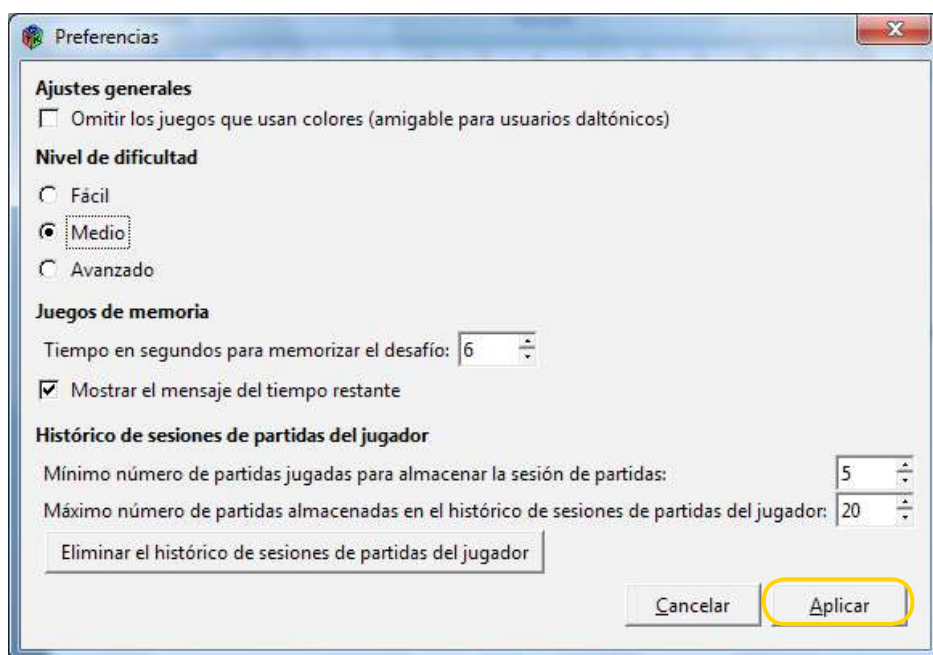 Preferencias
Ajustes generales
Omitir los juegos que usan colores (amigable para usuarios daltónicos)
Nivel de dificultad
Fácil
Medio
Avanzado
Juegos de memoria
Tiempo en segundos para memorizar el desafío: 6
Mostrar el mensaje del tiempo restante
Histórico de sesiones de partidas del jugador
Mínimo número de partidas jugadas para almacenar la sesión de partidas: 5
Máximo número de partidas almacenadas en el histórico de sesiones de partidas del jugador: 20
Eliminar el histórico de sesiones de partidas del jugador
Cancelar Aplicar